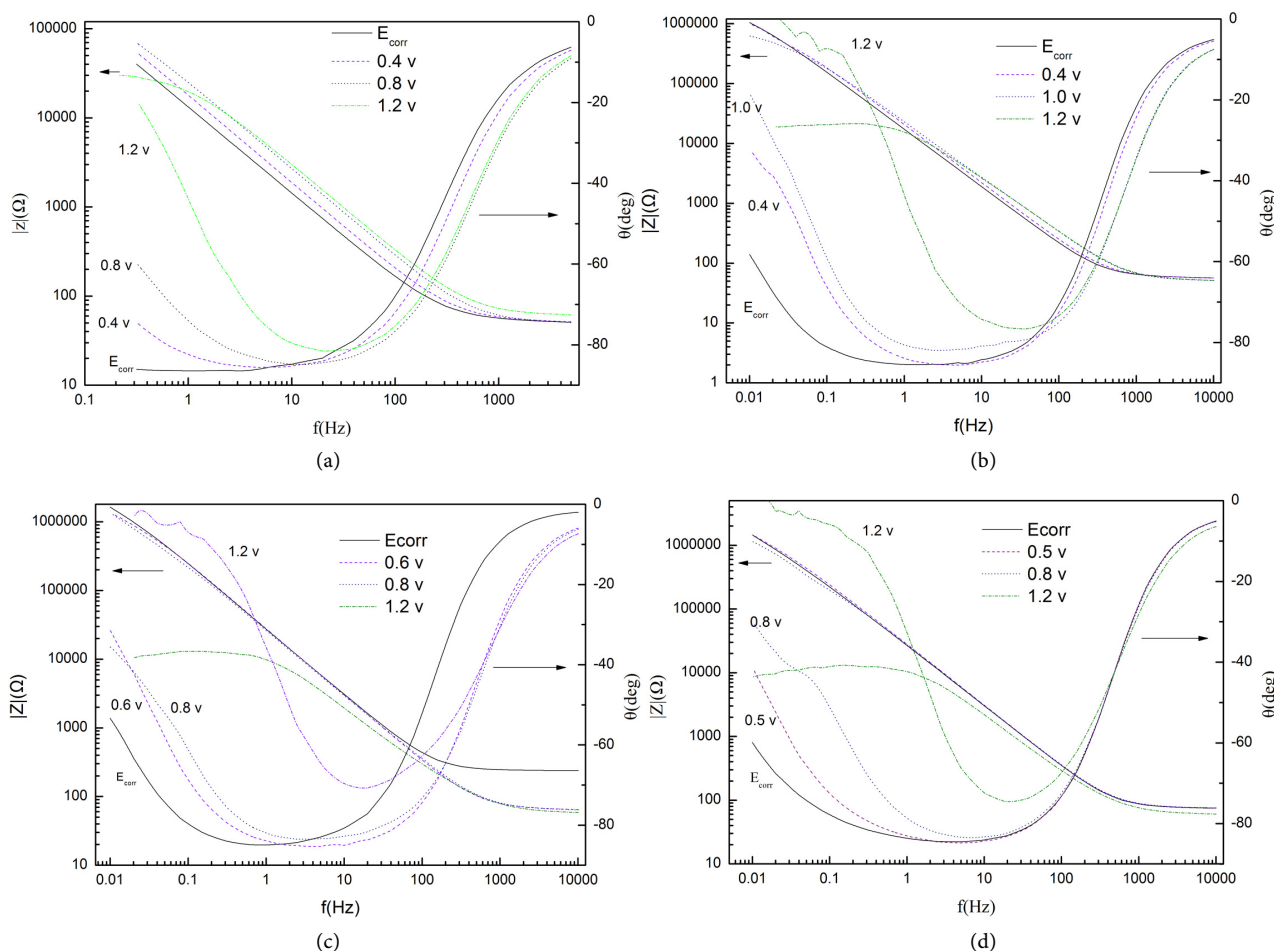 100000
10000
1000
100
10
|z|(Ω)
0.1
1
10
100
1000
f(Hz)
0
-20
-40
-60
-80
θ(deg)
E_corr
0.4 v
0.8 v
1.2 v
1.2 v
0.8 v
0.4 v
E_corr
(a)
1000000
100000
10000
1000
100
10
1
|Z|(Ω)
0.01
0.1
1
10
100
1000
10000
f(Hz)
0
-20
-40
-60
-80
θ(deg)
1.2 v
E_corr
0.4 v
1.0 v
1.2 v
1.0 v
0.4 v
E_corr
(b)
1000000
100000
10000
1000
100
10
|Z|(Ω)
0.01
0.1
1
10
100
1000
10000
f(Hz)
0
-20
-40
-60
-80
θ(deg)
1.2 v
Ecorr
0.6 v
0.8 v
1.2 v
0.6 v
0.8 v
E_corr
(c)
1000000
100000
10000
1000
100
10
|Z|(Ω)
0.01
0.1
1
10
100
1000
10000
f(Hz)
0
-20
-40
-60
-80
θ(deg)
1.2 v
Ecorr
0.5 v
0.8 v
1.2 v
0.8 v
0.5 v
E_corr
(d)